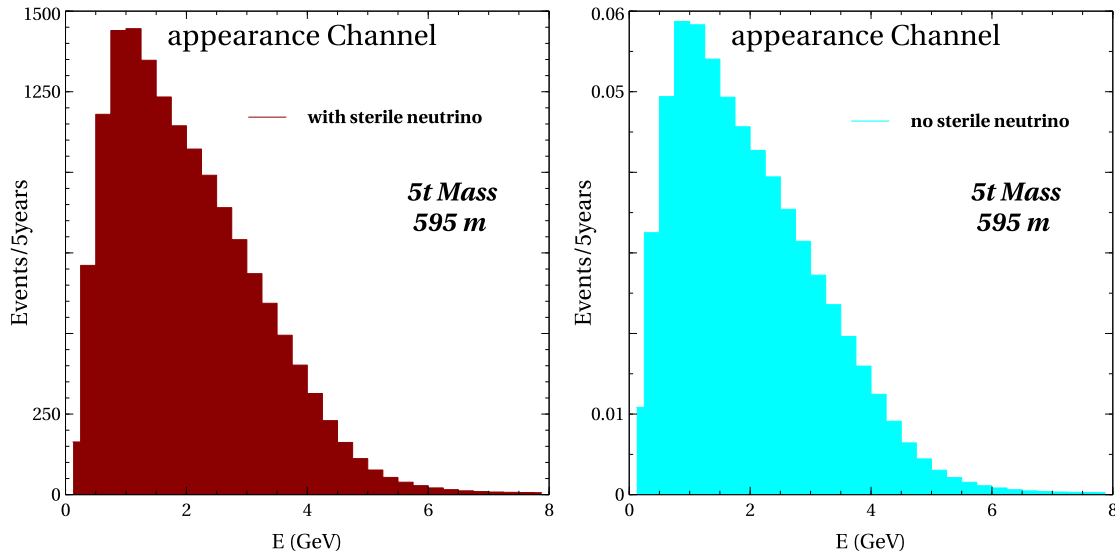 appearance Channel
with sterile neutrino
5t Mass
595 m
Events/5years
1500
1250
250
0
0
2
4
6
8
E (GeV)
appearance Channel
no sterile neutrino
5t Mass
595 m
Events/5years
0.06
0.05
0.01
0
0
2
4
6
8
E (GeV)